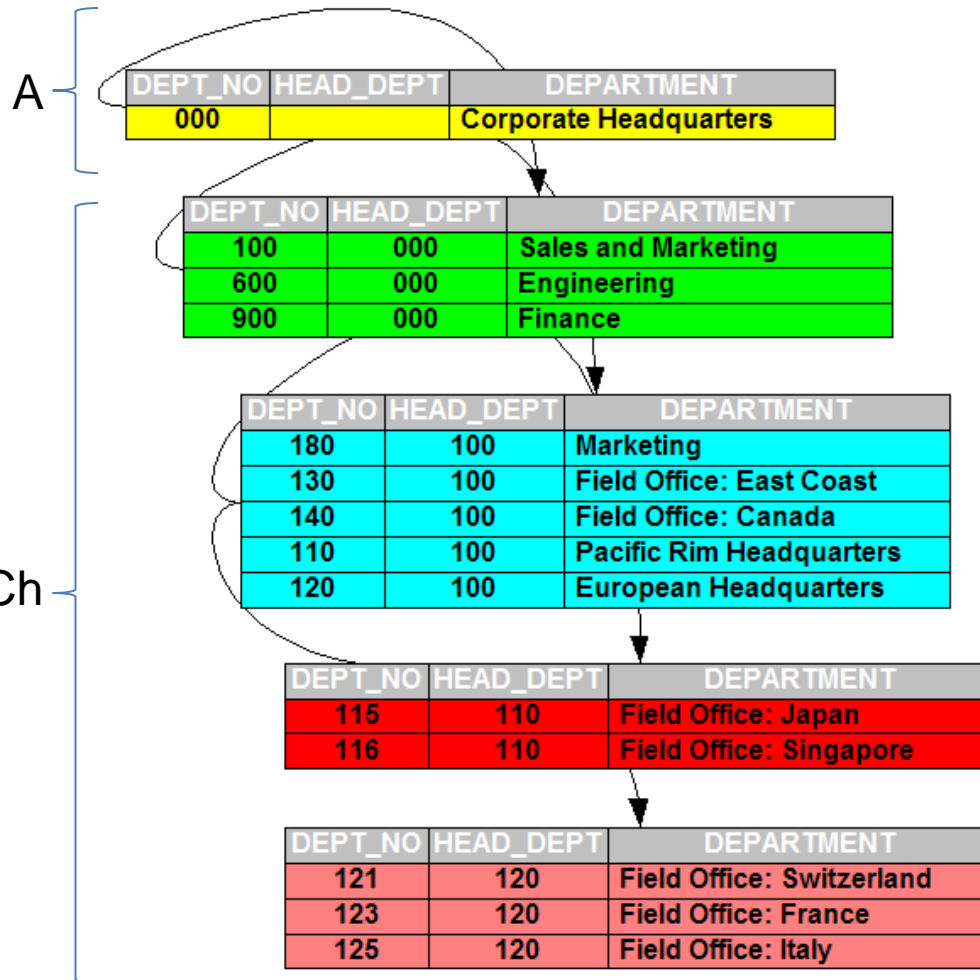 A
DEPT_NO HEAD_DEPT DEPARTMENT
000 Corporate Headquarters
DEPT_NO HEAD_DEPT DEPARTMENT
100 000 Sales and Marketing
600 000 Engineering
900 000 Finance
DEPT_NO HEAD_DEPT DEPARTMENT
180 100 Marketing
130 100 Field Office: East Coast
140 100 Field Office: Canada
110 100 Pacific Rim Headquarters
120 100 European Headquarters
Ch
DEPT_NO HEAD_DEPT DEPARTMENT
115 110 Field Office: Japan
116 110 Field Office: Singapore
DEPT_NO HEAD_DEPT DEPARTMENT
121 120 Field Office: Switzerland
123 120 Field Office: France
125 120 Field Office: Italy